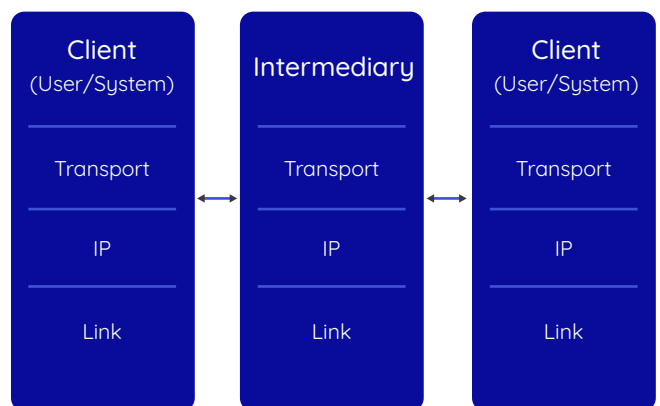 Client
(User/System)
Transport
IP
Link
Intermediary
Transport
IP
Link
Client
(User/System)
Transport
IP
Link